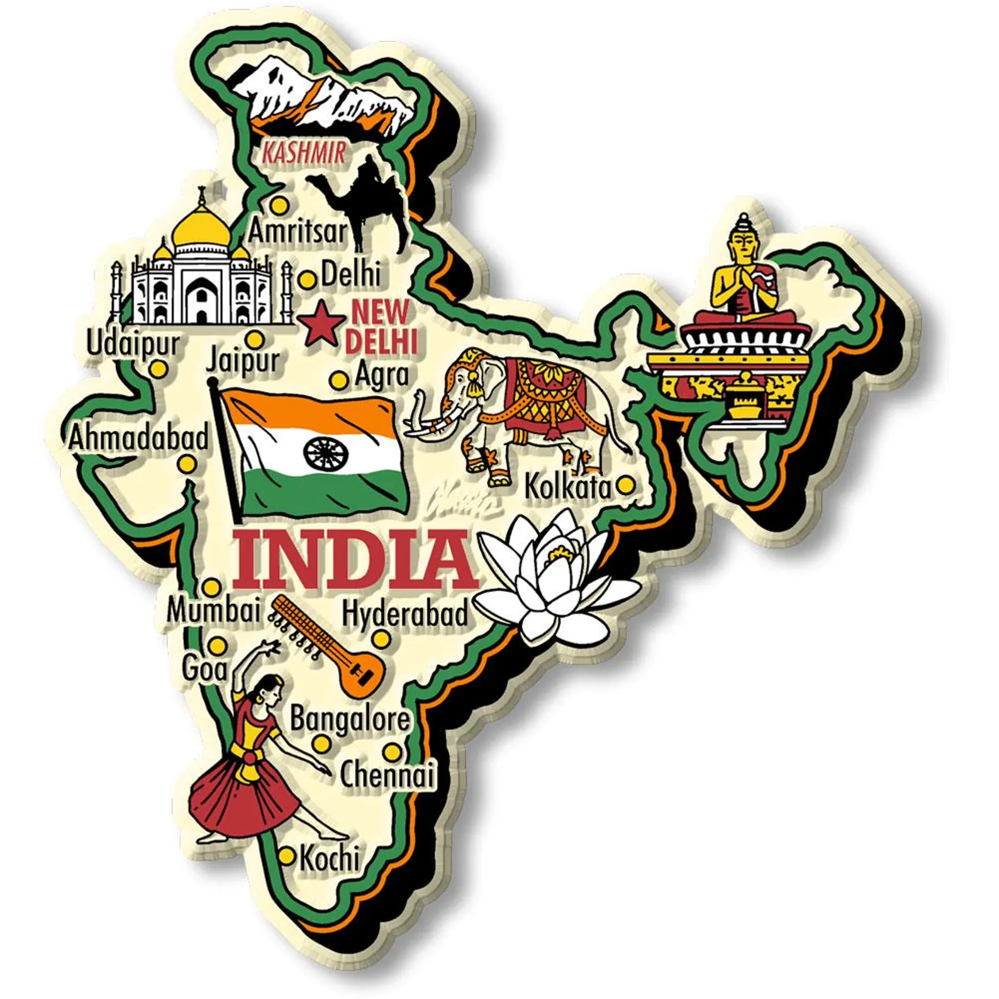 KASHMIR
Amritsar
Delhi
NEW
DELHI
Udaipur
Jaipur
Agra
Ahmadabad
Kolkata
INDIA
Mumbai
Hyderabad
Goa
Bangalore
Chennai
Kochi